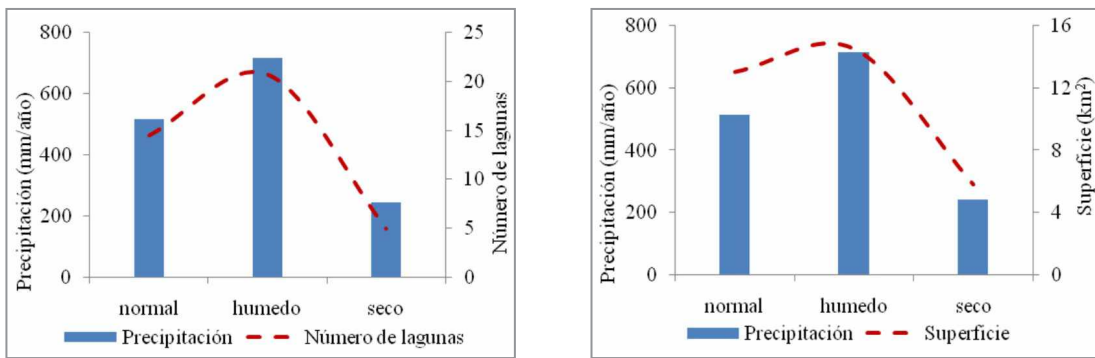 Precipitación (mm/año)
800
600
400
200
0
25
20
15
10
5
0
Número de lagunas
normal humedo seco
Precipitación Número de lagunas
Precipitación (mm/año)
800
600
400
200
0
16
12
8
4
0
Superficie (km²)
normal humedo seco
Precipitación Superficie